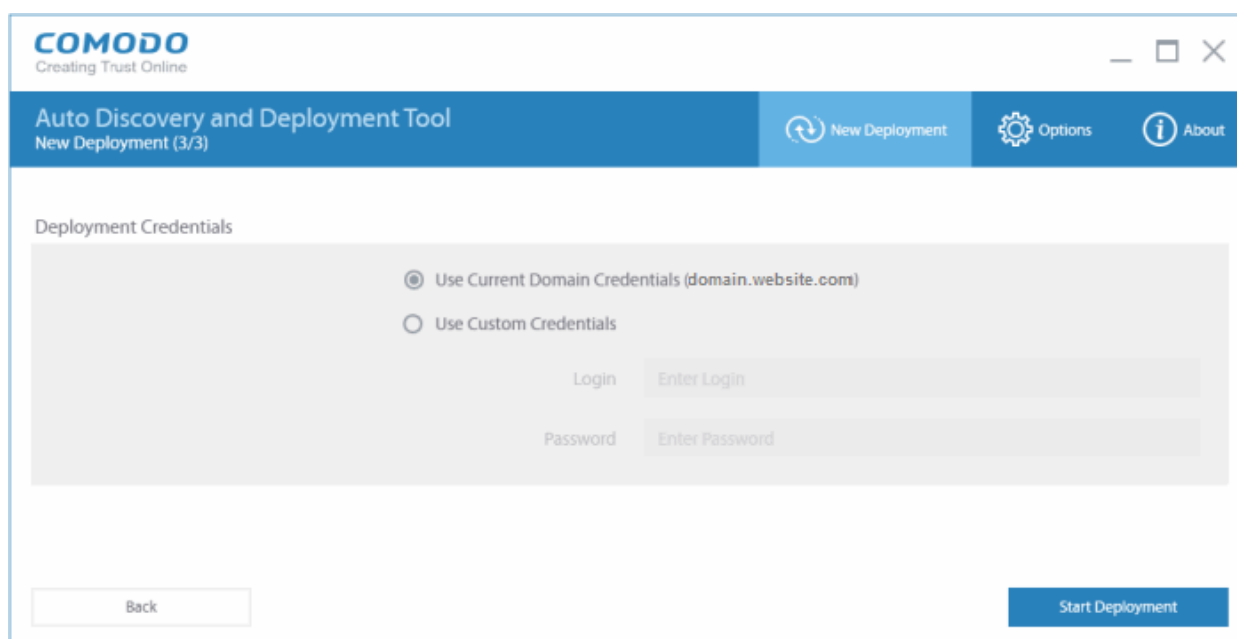 COMODO
Creating Trust Online
Auto Discovery and Deployment Tool
New Deployment (3/3)
New Deployment
Options
About
Deployment Credentials
Use Current Domain Credentials (domain.website.com)
Use Custom Credentials
Login
Enter Login
Password
Enter Password
Back
Start Deployment